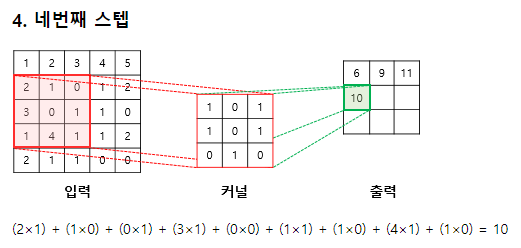 4. 네번째 스텝
1 2 3 4 5
2 1 0 1 2
3 0 1 1 0
1 4 1 1 2
2 1 1 0 0
입력
1 0 1
1 0 1
0 1 0
커널
6 9 11
10
출력
(2×1) + (1×0) + (0×1) + (3×1) + (0×0) + (1×1) + (1×0) + (4×1) + (1×0) = 10